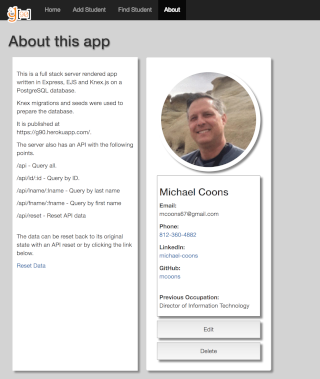 g[w]
Home
Add Student
Find Student
About
About this app
This is a full stack server rendered app
written in Express, EJS and Knex.js on a
PostgreSQL database.
Knex migrations and seeds were used to
prepare the database.
It is published at
https://g90.herokuapp.com/.
The server also has an API with the following
points.
/api - Query all.
/api/id/:id - Query by ID.
/api/lname/:lname - Query by last name
/api/fname/:fname - Query by first name
/api/reset - Reset API data
The data can be reset back to its original
state with an API reset or by clicking the link
below.
Reset Data
Michael Coons
Email:
mcoons67@gmail.com
Phone:
812-360-4682
LinkedIn:
michael-coons
GitHub:
mcoons
Previous Occupation:
Director of Information Technology
Edit
Delete